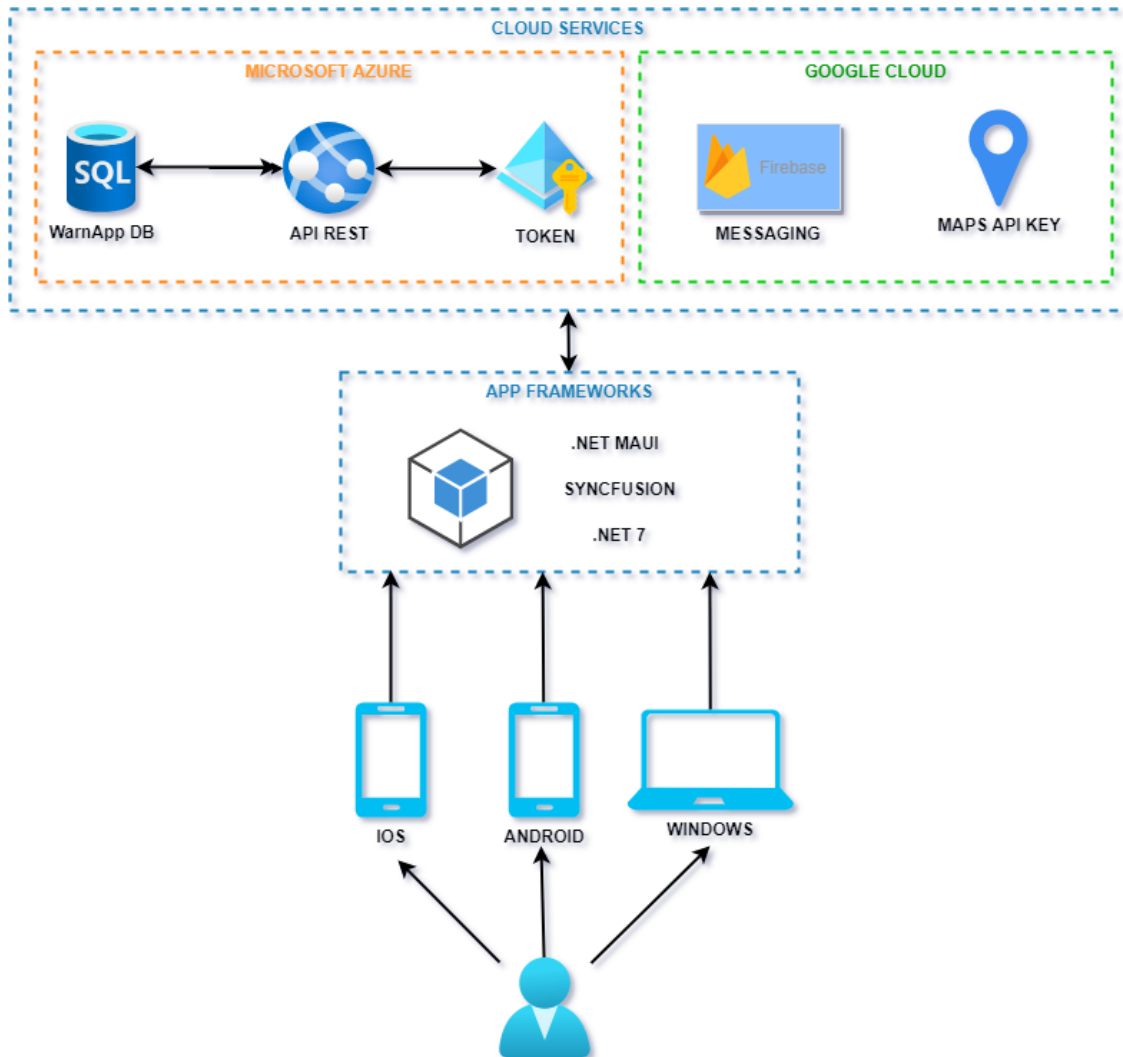 CLOUD SERVICES
MICROSOFT AZURE
SQL
WarnApp DB
API REST
TOKEN
GOOGLE CLOUD
Firebase
MESSAGING
MAPS API KEY
APP FRAMEWORKS
.NET MAUI
SYNCFUSION
.NET 7
IOS
ANDROID
WINDOWS